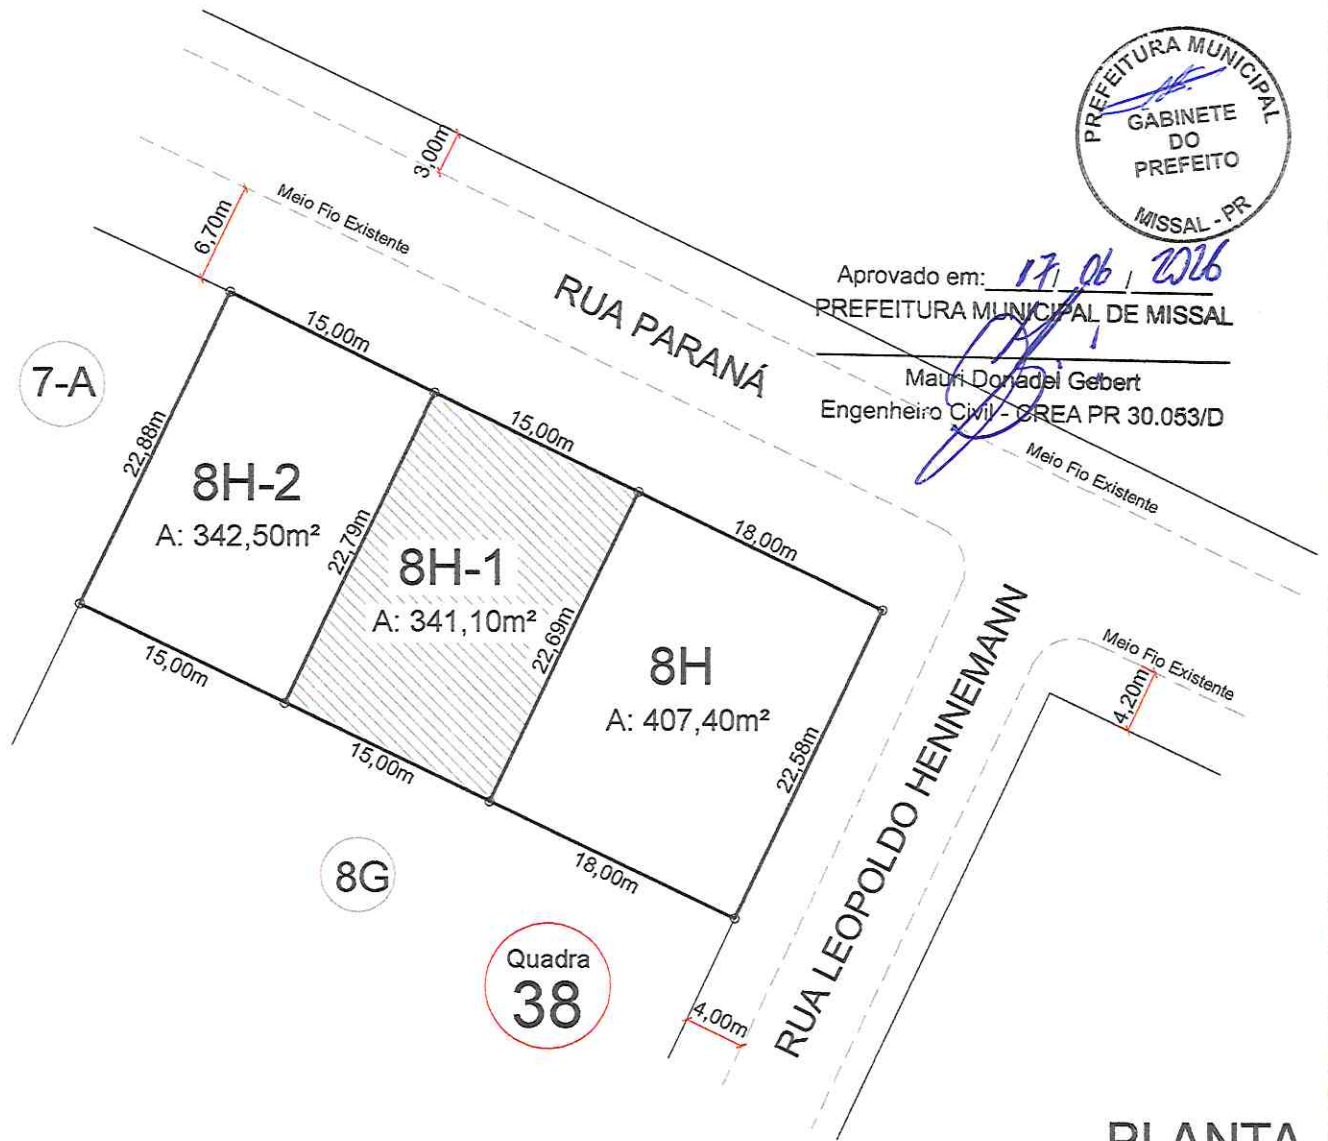 PREFEITURA MUNICIPAL
GABINETE
DO
PREFEITO
MISSAL - PR
Aprovado em: 17 / 06 / 2026
PREFEITURA MUNICIPAL DE MISSAL
Mauri Donadel Gebert
Engenheiro Civil - CREA PR 30.053/D
3,00m
6,70m
Meio Fio Existente
RUA PARANÁ
15,00m
7-A
22,88m
8H-2
A: 342,50m²
15,00m
22,79m
8H-1
A: 341,10m²
22,69m
18,00m
Meio Fio Existente
8H
A: 407,40m²
22,58m
15,00m
15,00m
18,00m
RUA LEOPOLDO HENNEMANN
Meio Fio Existente
4,20m
8G
Quadra
38
4,00m
PLANTA